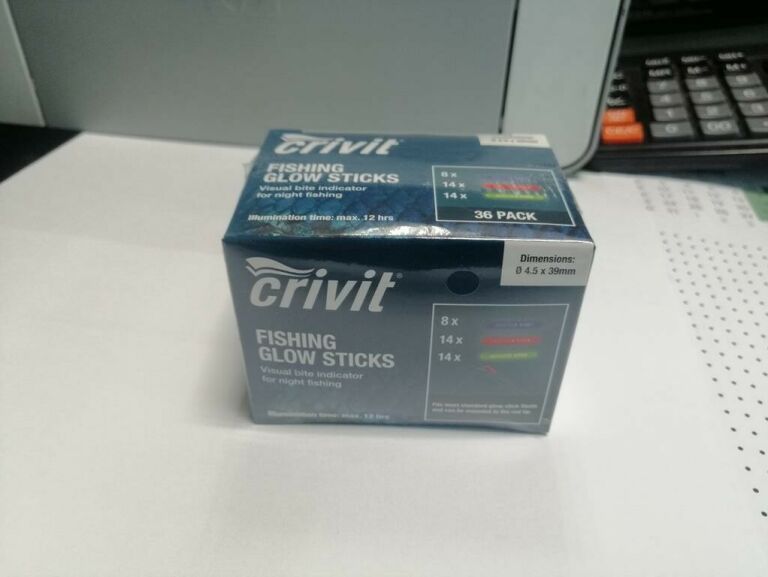 crivit
FISHING
GLOW STICKS
Visual bite indicator
for night fishing
Illumination time: max. 12 hrs
8 x
14 x
14 x
36 PACK
crivit
FISHING
GLOW STICKS
Visual bite indicator
for night fishing
Illumination time: max. 12 hrs
Dimensions:
Ø 4.5 x 39mm
8 x
14 x
14 x